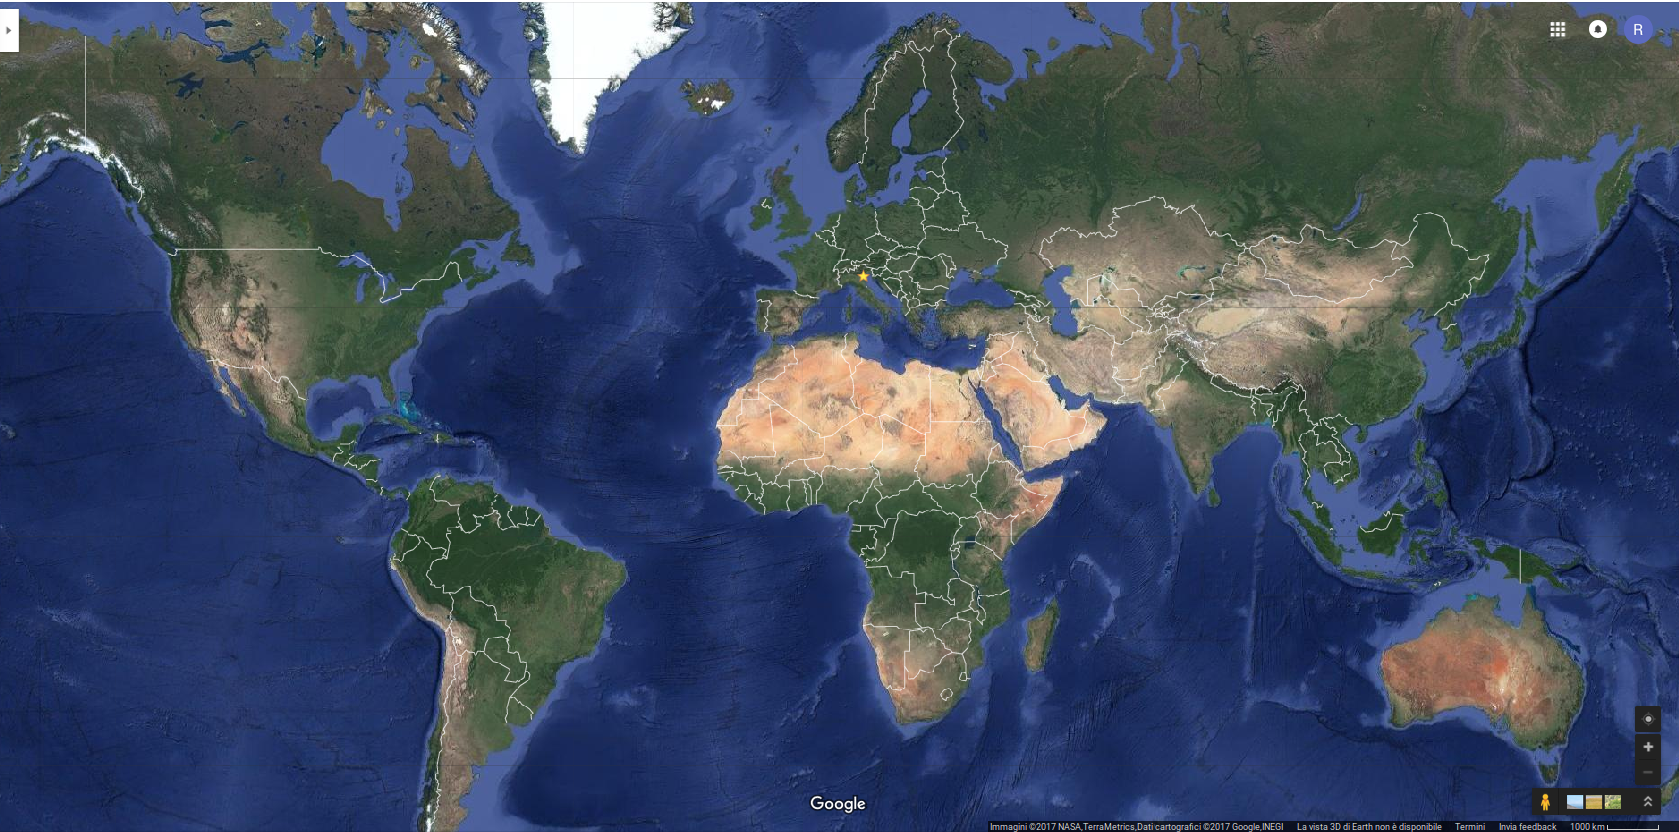 R
Google
Immagini ©2017 NASA,TerraMetrics,Dati cartografici ©2017 Google,INEGI La vista 3D di Earth non è disponibile Termini Invia feedback 1000 km